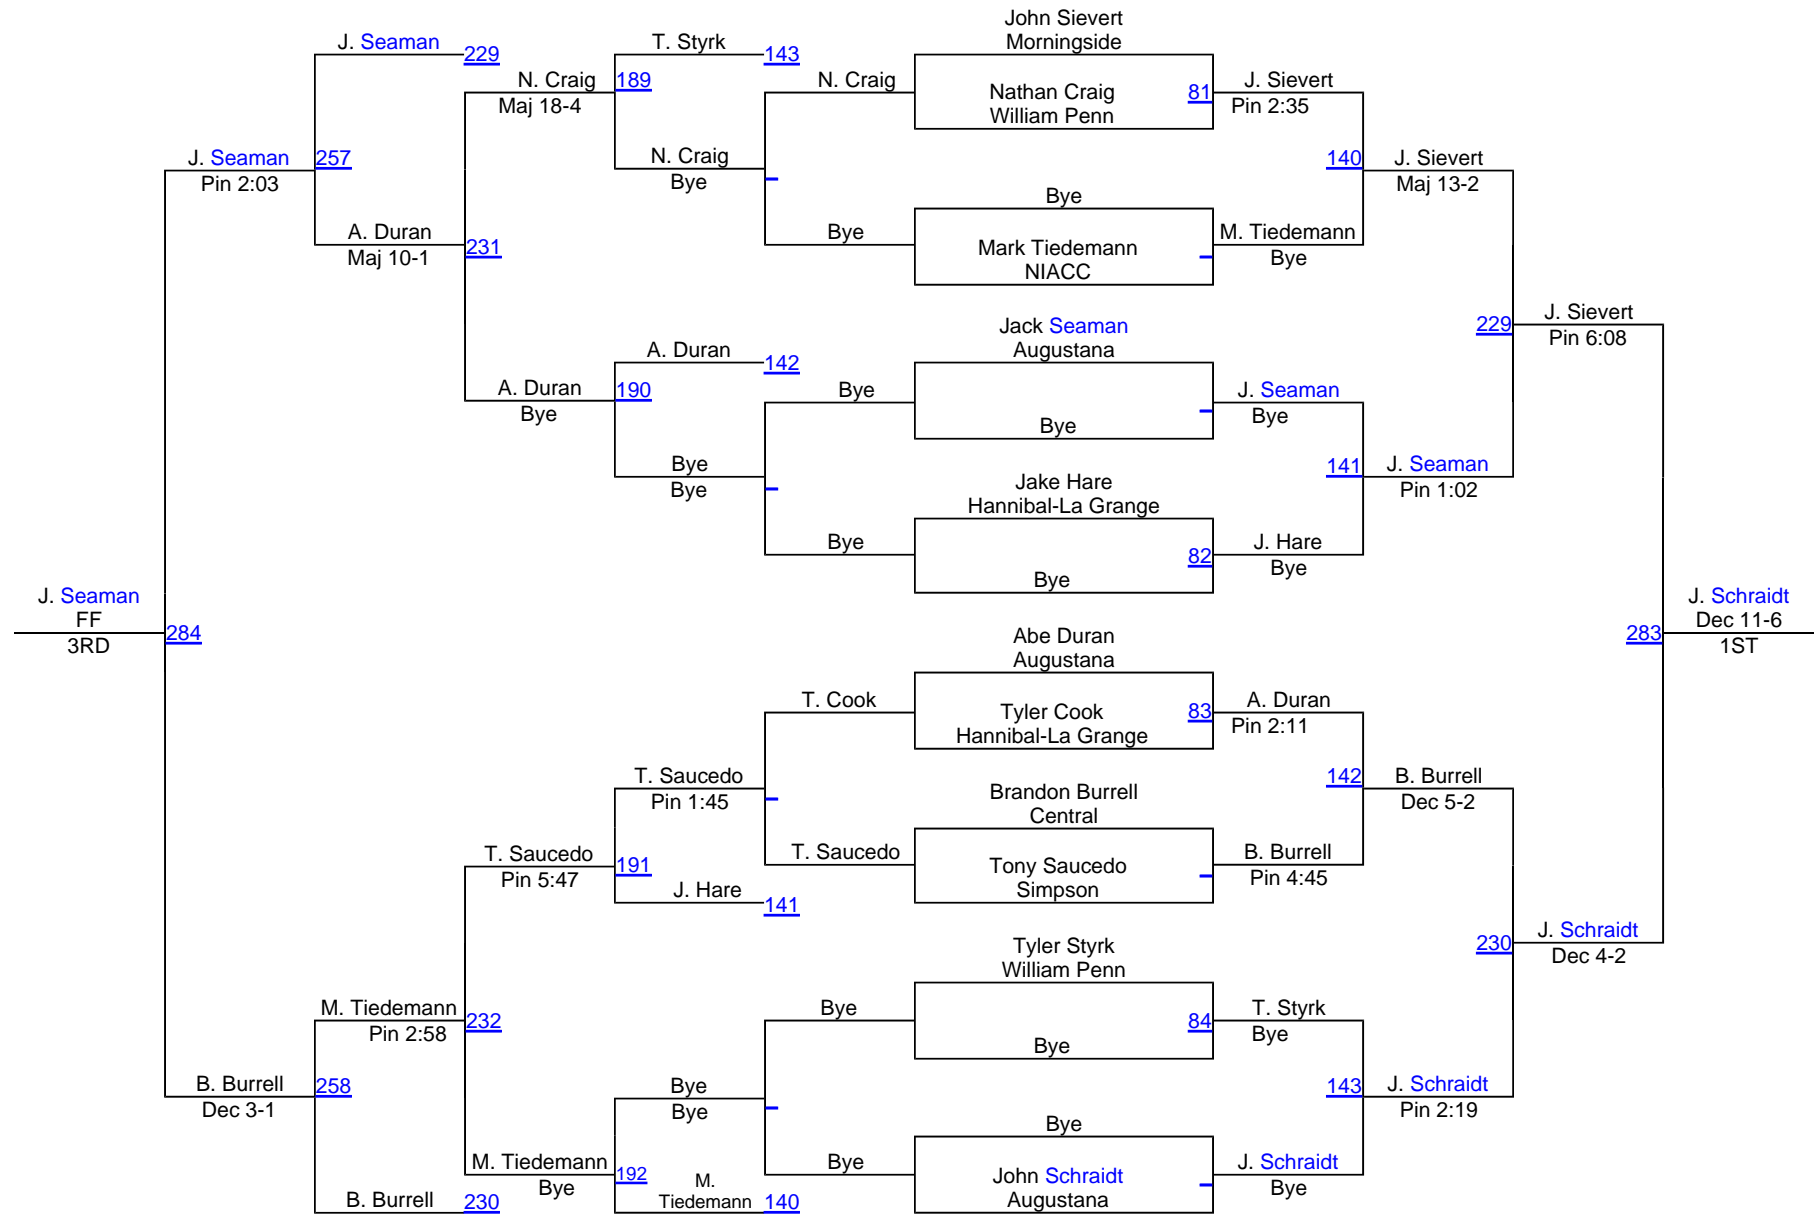 John Sievert
J. Seaman
T. Styrk
Morningside
229
143
N. Craig
189
N. Craig
Nathan Craig
81
J. Sievert
Maj 18-4
William Penn
Pin 2:35
J. Seaman
257
N. Craig
140
J. Sievert
Pin 2:03
Bye
Maj 13-2
Bye
A. Duran
Bye
M. Tiedemann
Maj 10-1
231
Mark Tiedemann
Bye
NIACC
Jack Seaman
229
J. Sievert
A. Duran
142
Augustana
Pin 6:08
A. Duran
190
Bye
J. Seaman
Bye
Bye
Bye
Bye
141
J. Seaman
Bye
Jake Hare
Pin 1:02
Hannibal-La Grange
Bye
82
J. Hare
Bye
Bye
J. Seaman
J. Schraidt
FF
Dec 11-6
3RD
284
Abe Duran
283
1ST
Augustana
T. Cook
Tyler Cook
83
A. Duran
Hannibal-La Grange
Pin 2:11
T. Saucedo
142
B. Burrell
Pin 1:45
Brandon Burrell
Dec 5-2
Central
T. Saucedo
191
T. Saucedo
Tony Saucedo
B. Burrell
Pin 5:47
Simpson
Pin 4:45
J. Hare
141
Tyler Styrk
230
J. Schraidt
William Penn
Dec 4-2
M. Tiedemann
232
Bye
84
T. Styrk
Pin 2:58
Bye
Bye
B. Burrell
258
Bye
143
J. Schraidt
Dec 3-1
Bye
Pin 2:19
Bye
M. Tiedemann
192
Bye
John Schraidt
J. Schraidt
Bye
M.
Augustana
Bye
B. Burrell
230
Tiedemann
140